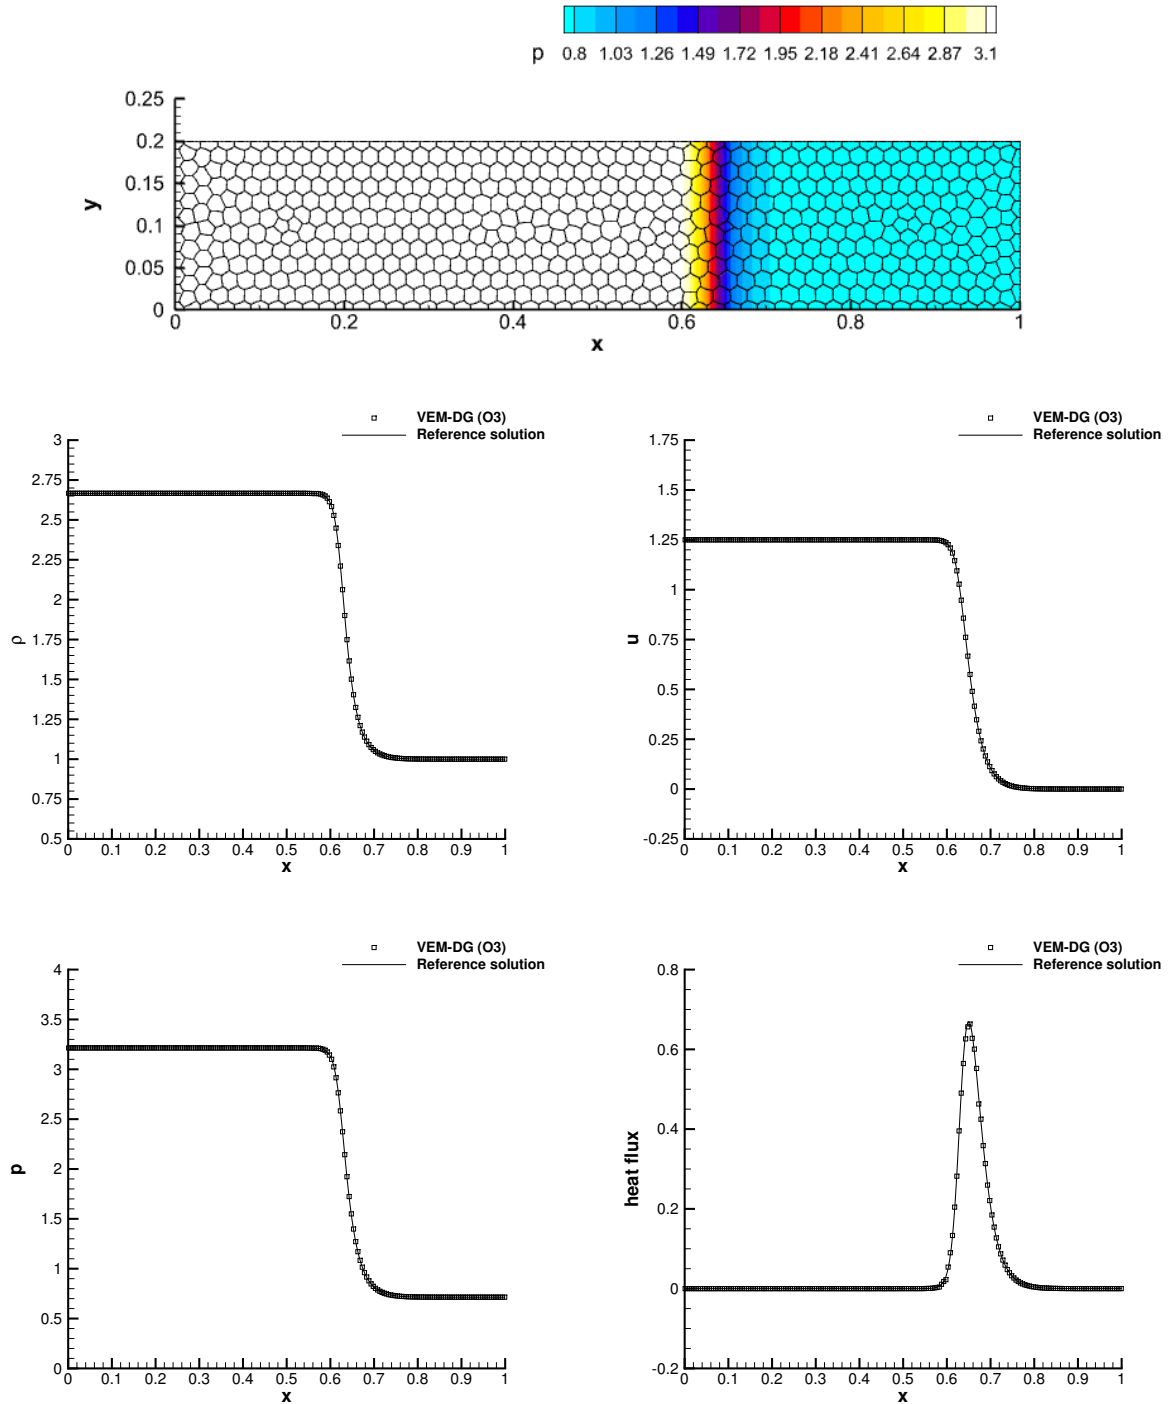 p 0.8 1.03 1.26 1.49 1.72 1.95 2.18 2.41 2.64 2.87 3.1
0.25
0.2
0.15
0.1
0.05
0
y
0 0.2 0.4 0.6 0.8 1
x
VEM-DG (O3)
Reference solution
3
2.75
2.5
2.25
2
1.75
1.5
1.25
1
0.75
0.5
ρ
0 0.1 0.2 0.3 0.4 0.5 0.6 0.7 0.8 0.9 1
x
VEM-DG (O3)
Reference solution
1.75
1.5
1.25
1
0.75
0.5
0.25
0
-0.25
u
0 0.1 0.2 0.3 0.4 0.5 0.6 0.7 0.8 0.9 1
x
VEM-DG (O3)
Reference solution
4
3.5
3
2.5
2
1.5
1
0.5
0
p
0 0.1 0.2 0.3 0.4 0.5 0.6 0.7 0.8 0.9 1
x
VEM-DG (O3)
Reference solution
0.8
0.6
0.4
0.2
0
-0.2
heat flux
0 0.1 0.2 0.3 0.4 0.5 0.6 0.7 0.8 0.9 1
x